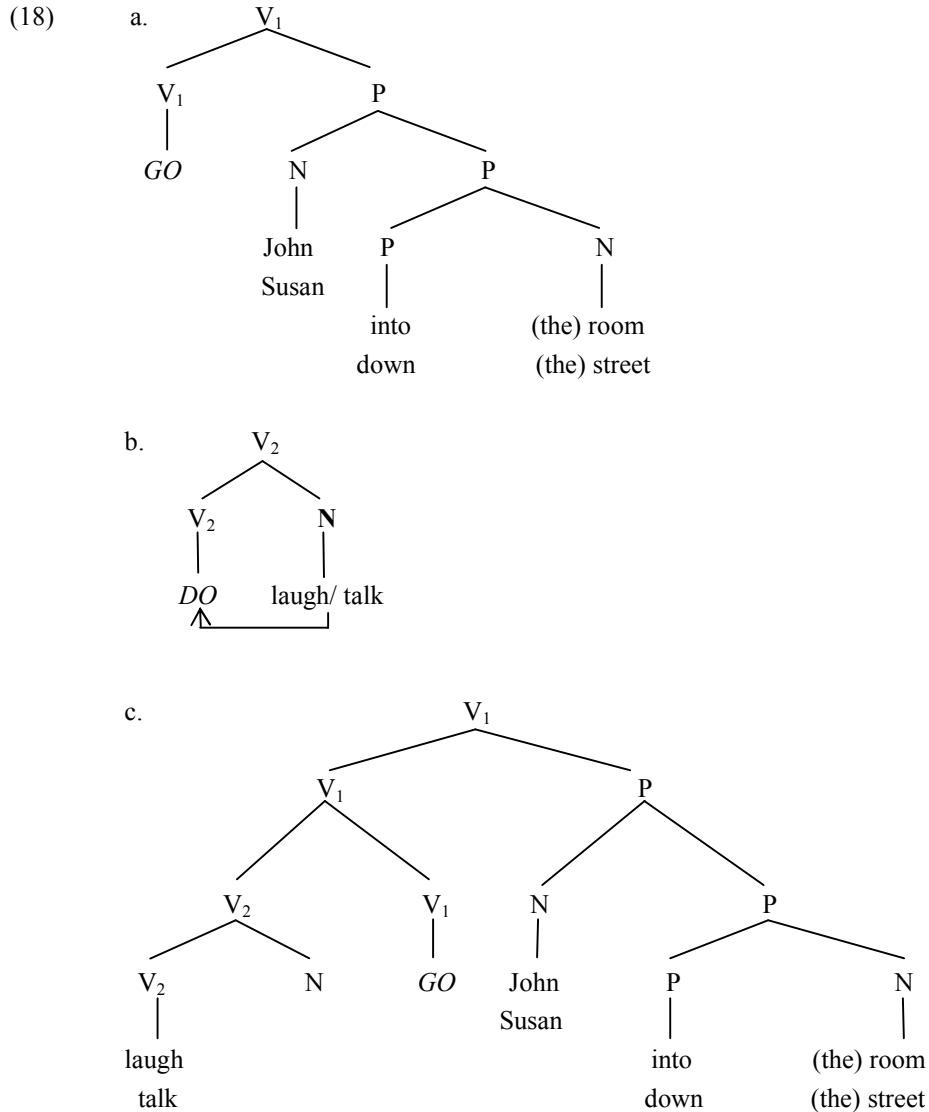 (18) a. V₁
V₁ P
GO N P
John P N
Susan
into (the) room
down (the) street
b. V₂
V₂ N
DO laugh/ talk
c. V₁
V₁ P
V₂ V₁ N P
V₂ N GO John P N
Susan
laugh into (the) room
talk down (the) street